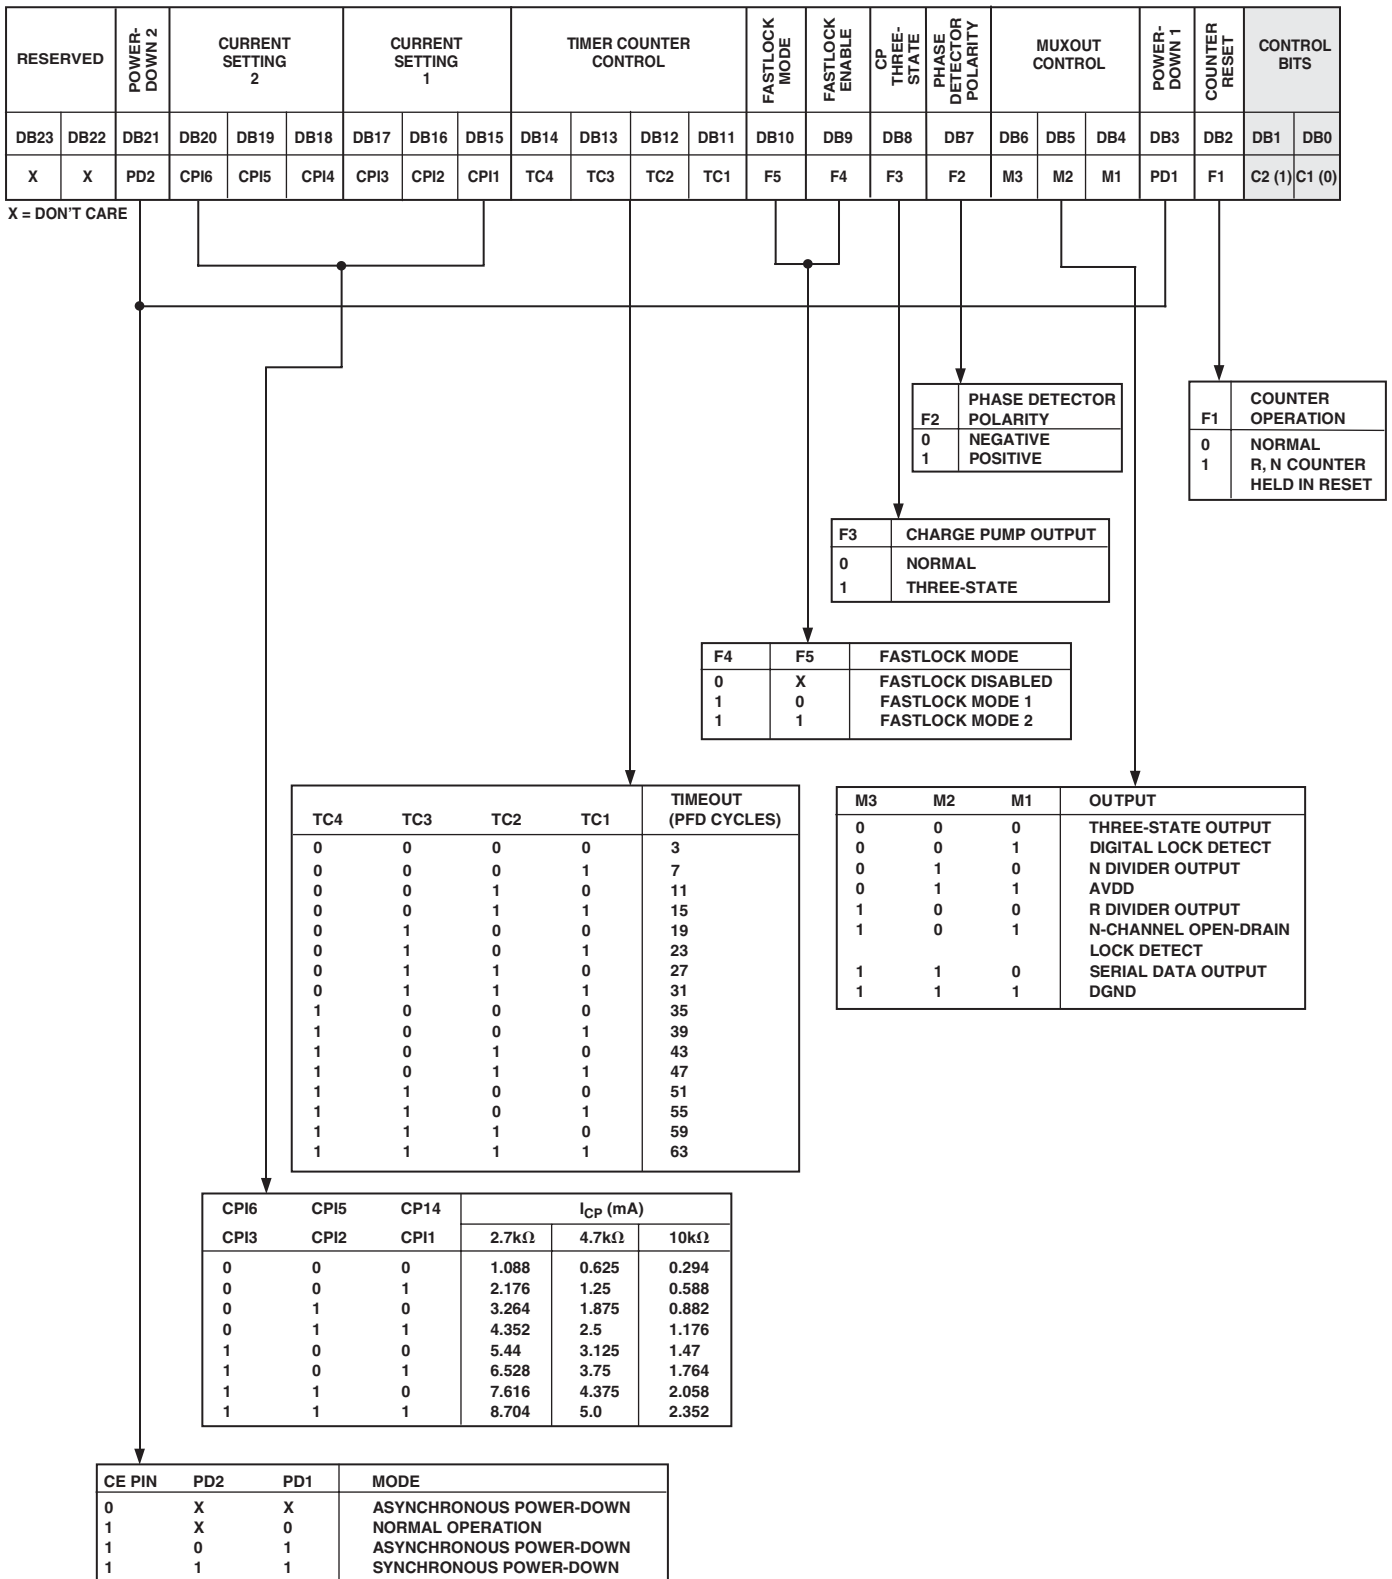 RESERVED
POWER-
DOWN 2
CURRENT
SETTING
2
CURRENT
SETTING
1
TIMER COUNTER
CONTROL
FASTLOCK
MODE
FASTLOCK
ENABLE
CP
THREE-
STATE
PHASE
DETECTOR
POLARITY
MUXOUT
CONTROL
POWER-
DOWN 1
COUNTER
RESET
CONTROL
BITS
DB23 DB22 DB21 DB20 DB19 DB18 DB17 DB16 DB15 DB14 DB13 DB12 DB11 DB10 DB9 DB8 DB7 DB6 DB5 DB4 DB3 DB2 DB1 DB0
X X PD2 CPI6 CPI5 CPI4 CPI3 CPI2 CPI1 TC4 TC3 TC2 TC1 F5 F4 F3 F2 M3 M2 M1 PD1 F1 C2 (1) C1 (0)
X = DON'T CARE
PHASE DETECTOR
F2 POLARITY
0 NEGATIVE
1 POSITIVE
COUNTER
F1 OPERATION
0 NORMAL
1 R, N COUNTER
HELD IN RESET
F3 CHARGE PUMP OUTPUT
0 NORMAL
1 THREE-STATE
F4 F5 FASTLOCK MODE
0 X FASTLOCK DISABLED
1 0 FASTLOCK MODE 1
1 1 FASTLOCK MODE 2
TIMEOUT
TC4 TC3 TC2 TC1 (PFD CYCLES)
0 0 0 0 3
0 0 0 1 7
0 0 1 0 11
0 0 1 1 15
0 1 0 0 19
0 1 0 1 23
0 1 1 0 27
0 1 1 1 31
1 0 0 0 35
1 0 0 1 39
1 0 1 0 43
1 0 1 1 47
1 1 0 0 51
1 1 0 1 55
1 1 1 0 59
1 1 1 1 63
M3 M2 M1 OUTPUT
0 0 0 THREE-STATE OUTPUT
0 0 1 DIGITAL LOCK DETECT
0 1 0 N DIVIDER OUTPUT
0 1 1 AVDD
1 0 0 R DIVIDER OUTPUT
1 0 1 N-CHANNEL OPEN-DRAIN
LOCK DETECT
1 1 0 SERIAL DATA OUTPUT
1 1 1 DGND
CPI6 CPI5 CP14 ICP (mA)
CPI3 CPI2 CPI1 2.7kΩ 4.7kΩ 10kΩ
0 0 0 1.088 0.625 0.294
0 0 1 2.176 1.25 0.588
0 1 0 3.264 1.875 0.882
0 1 1 4.352 2.5 1.176
1 0 0 5.44 3.125 1.47
1 0 1 6.528 3.75 1.764
1 1 0 7.616 4.375 2.058
1 1 1 8.704 5.0 2.352
CE PIN PD2 PD1 MODE
0 X X ASYNCHRONOUS POWER-DOWN
1 X 0 NORMAL OPERATION
1 0 1 ASYNCHRONOUS POWER-DOWN
1 1 1 SYNCHRONOUS POWER-DOWN